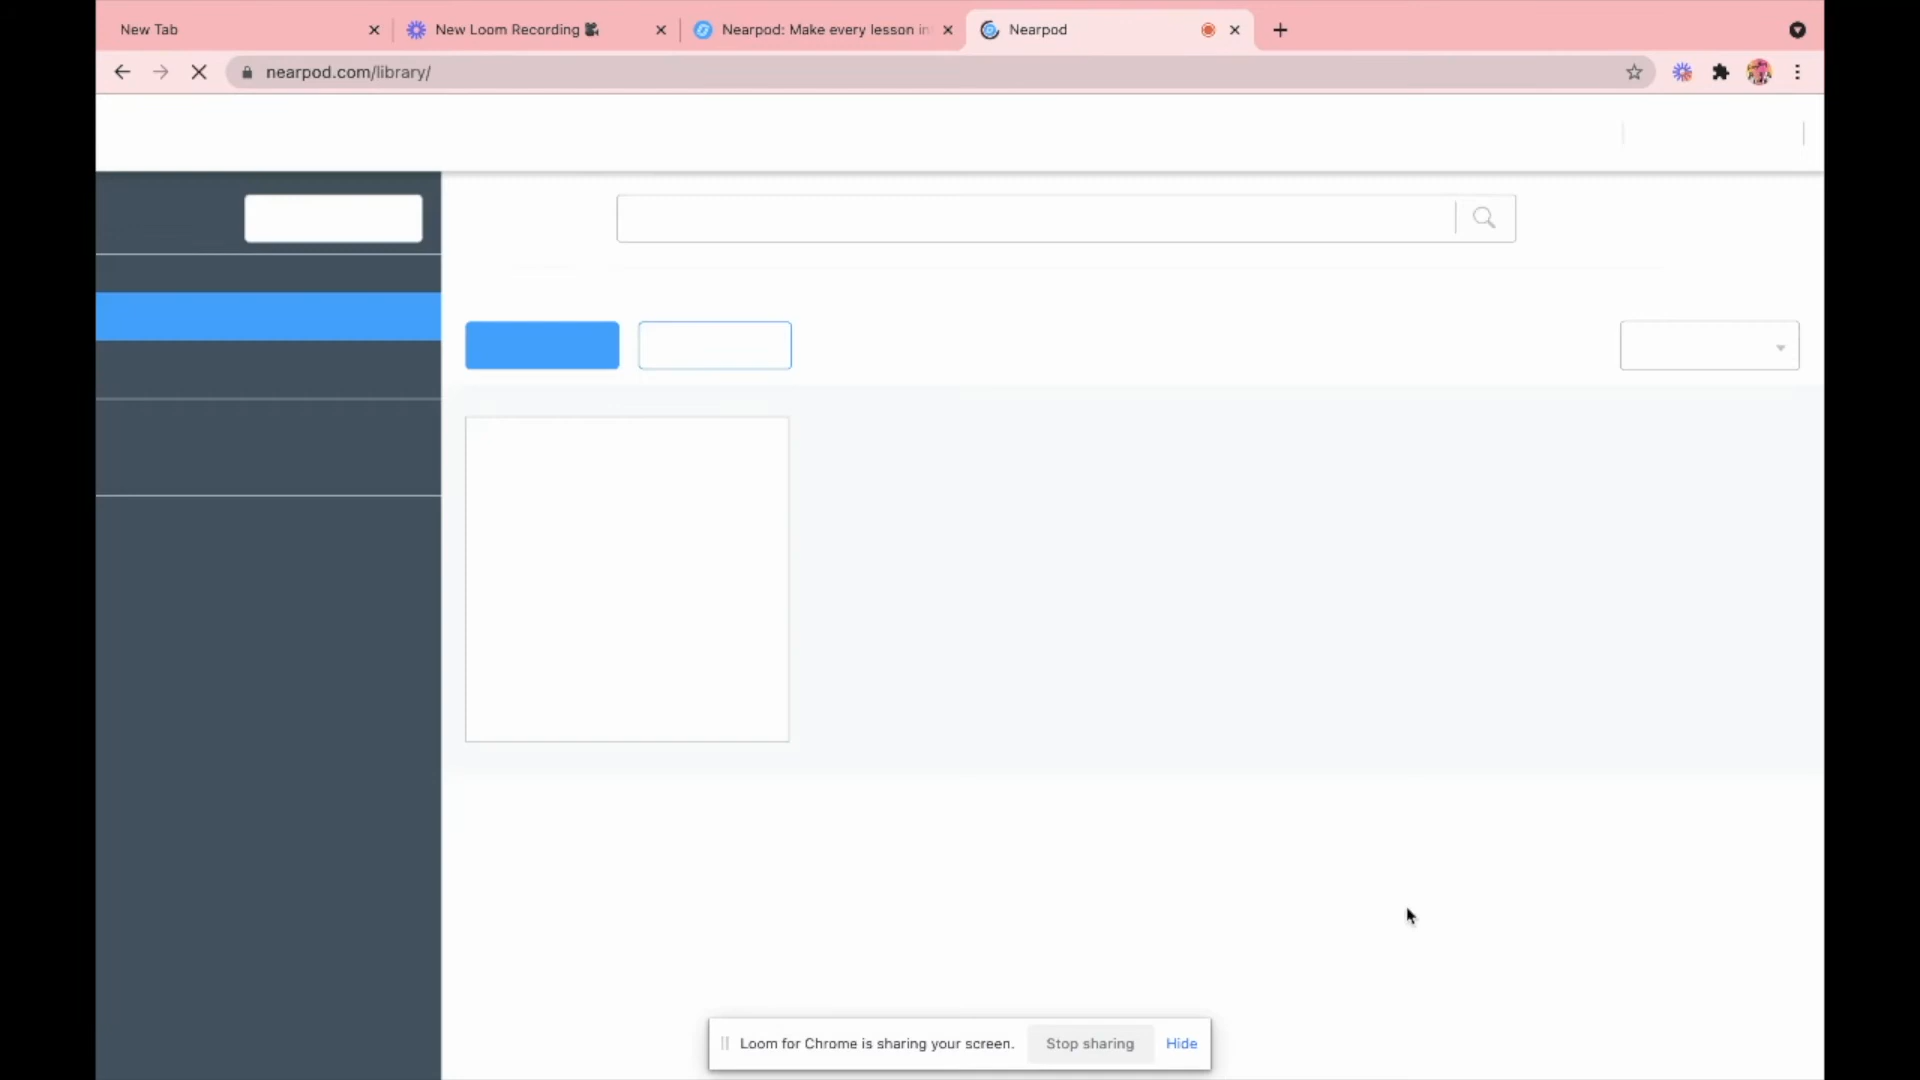 New Tab
New Loom Recording
Nearpod: Make every lesson in
Nearpod
nearpod.com/library/
Loom for Chrome is sharing your screen.
Stop sharing
Hide